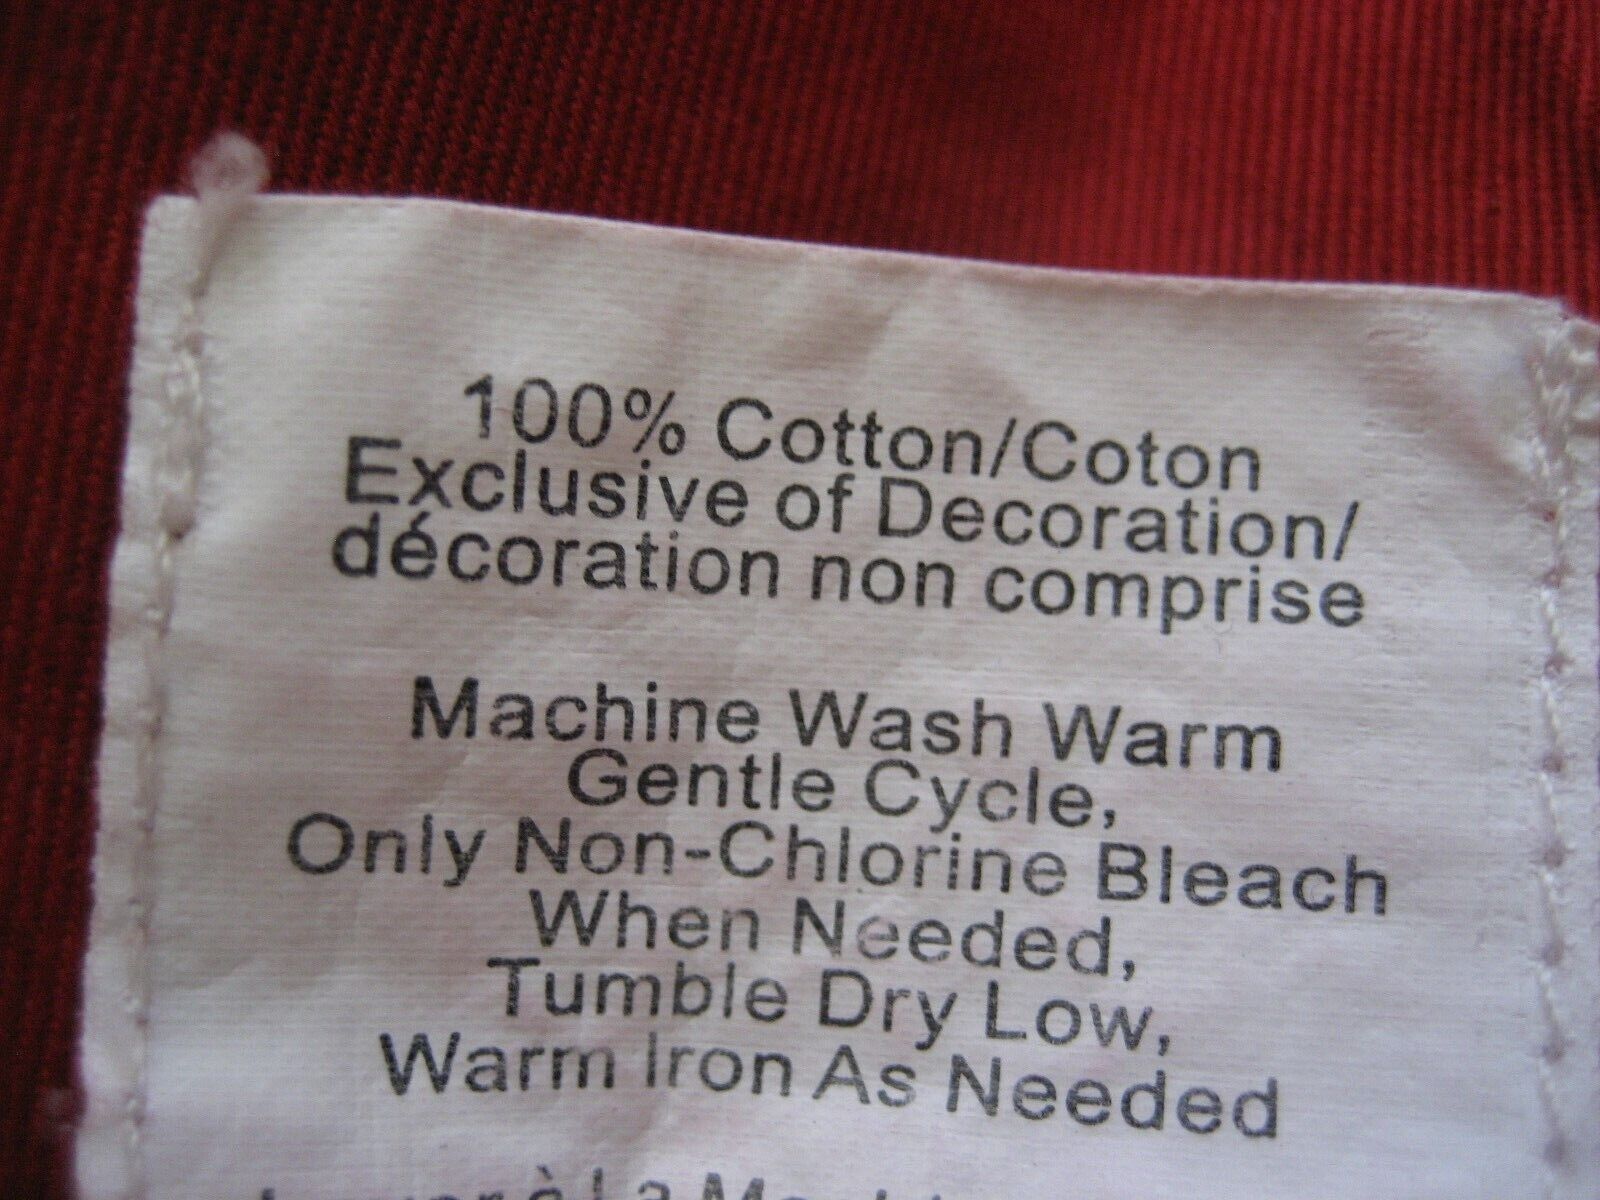 100% Cotton/Coton
Exclusive of Decoration/
décoration non comprise
Machine Wash Warm
Gentle Cycle,
Only Non-Chlorine Bleach
When Needed,
Tumble Dry Low,
Warm Iron As Needed
à La